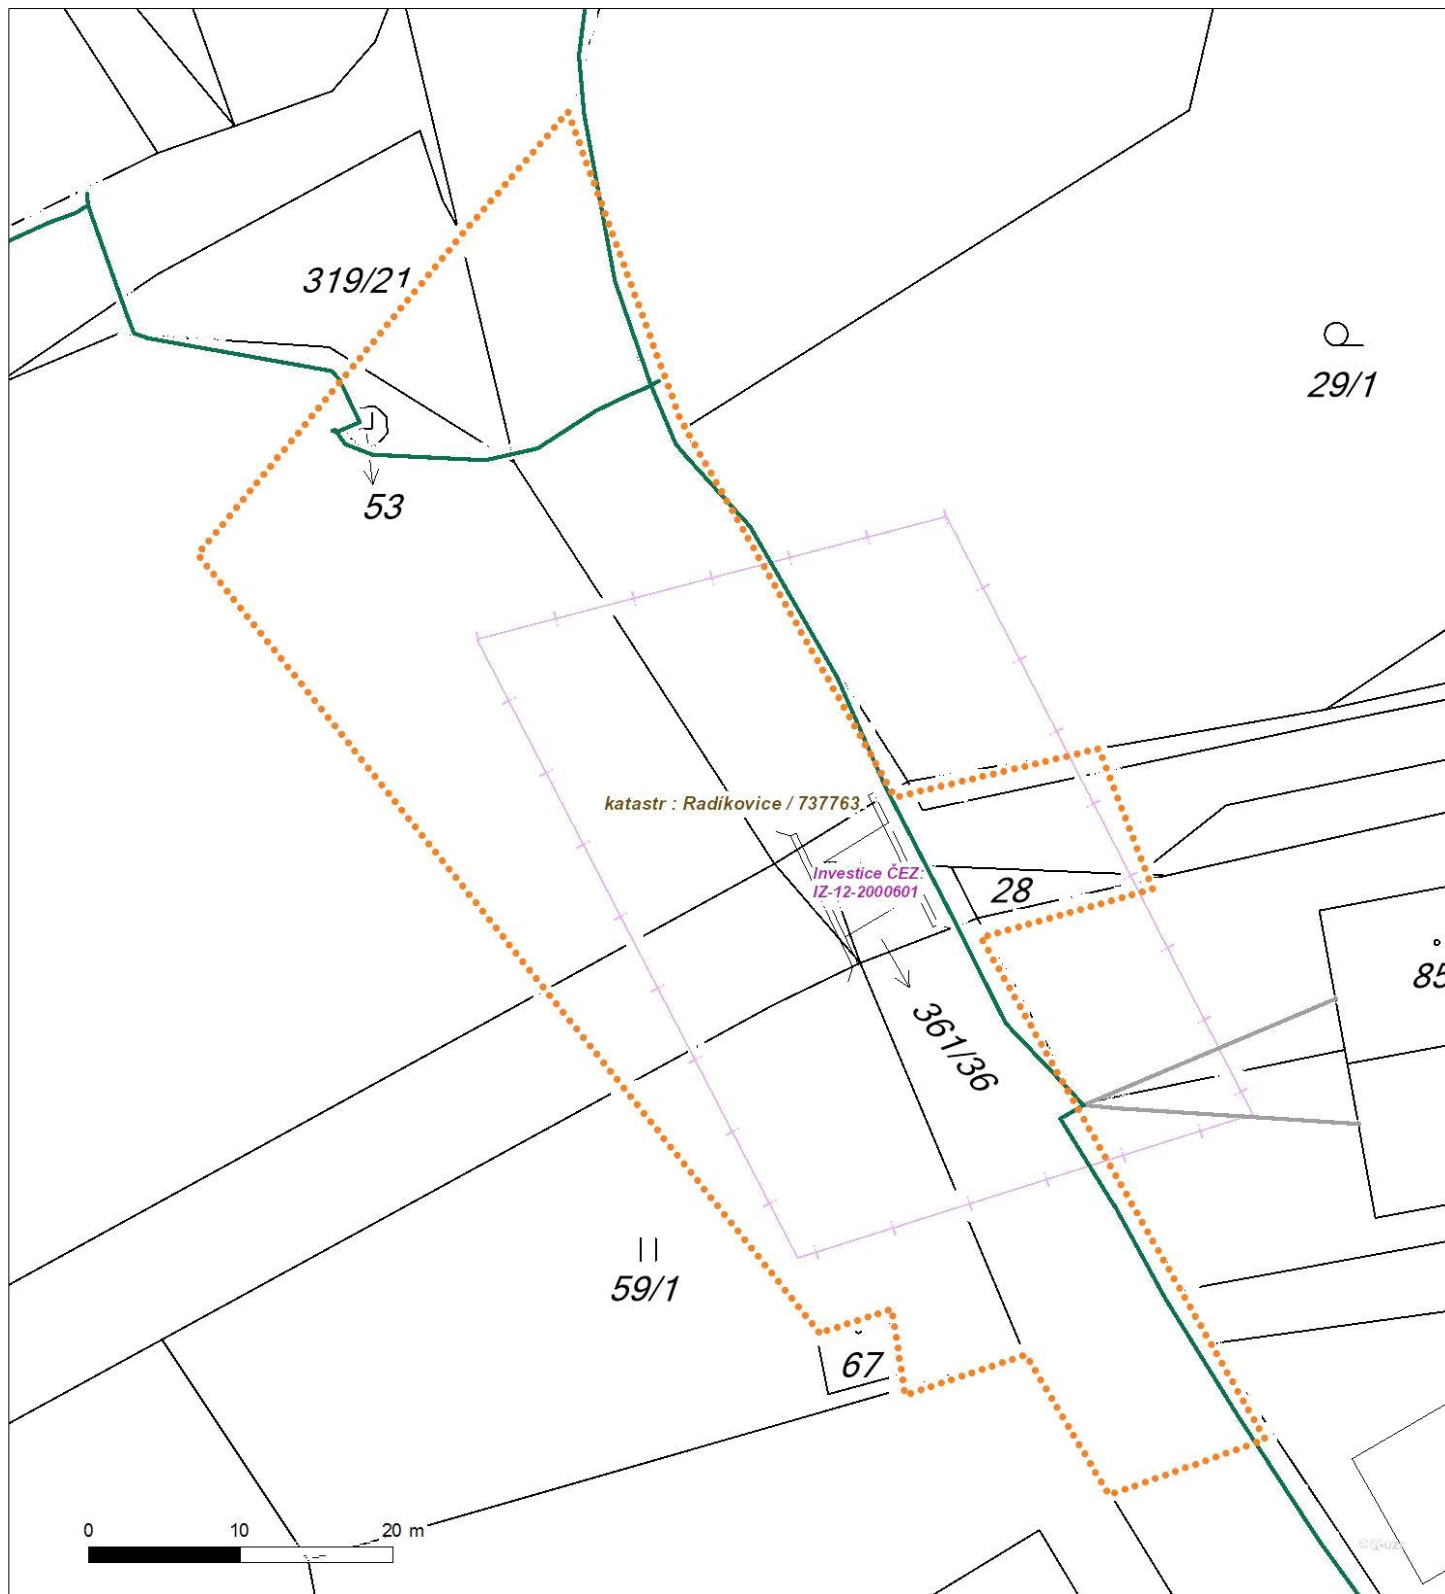 319/21
29/1
53
katastr : Radíkovice / 737763
Investice ČEZ:
IZ-12-2000601
28
85
361/36
59/1
67
0 10 20 m